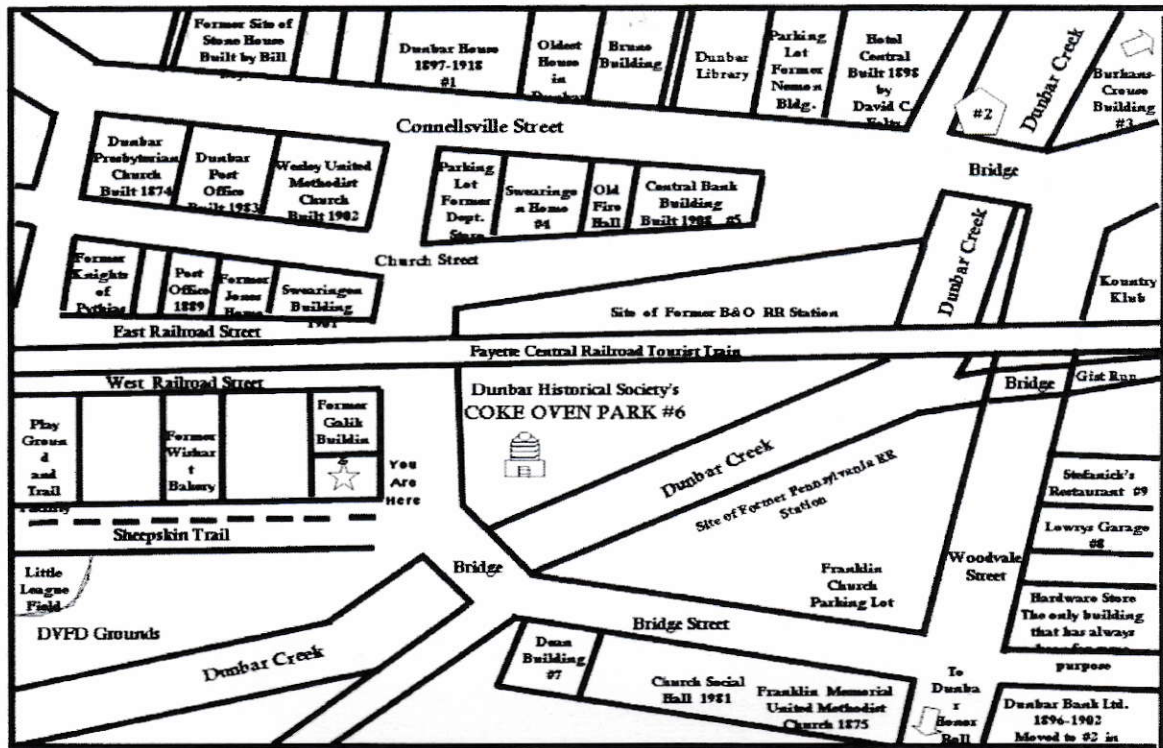 Former Site of
Stone House
Built by Bill
Dunbar House
1897-1918
#1
Oldest
House
in
Dunbar
Bruno
Building
Dunbar
Library
Parking
Lot
Former
Nemon
Bldg.
Hotel
Central
Built 1898
by
David C.
#2
Dunbar Creek
Burhans-
Crouse
Building
#3
Connellsville Street
Bridge
Dunbar
Presbyterian
Church
Built 1874
Dunbar
Post
Office
Built 1983
Wesley United
Methodist
Church
Built 1902
Parking
Lot
Former
Dept.
Store
Swearinge
n Home
#4
Old
Fire
Hall
Central Bank
Building
Built 1908 #5
Church Street
Dunbar Creek
Kountry
Klub
Former
Knights
of
Pythias
Post
Office
1889
Former
Jones
Home
Swearingen
Building
1901
Site of Former B&O RR Station
East Railroad Street
Fayette Central Railroad Tourist Train
West Railroad Street
Bridge
Gist Run
Play
Groun
d
and
Trail
Facility
Former
Wishart
Bakery
Former
Galik
Buildin
g
You
Are
Here
Dunbar Historical Society's
COKE OVEN PARK #6
Dunbar Creek
Site of Former Pennsylvania RR
Station
Stefanick's
Restaurant #9
Lowrys Garage
#8
Sheepskin Trail
Woodvale
Street
Little
League
Field
DVFD Grounds
Bridge
Franklin
Church
Parking Lot
Hardware Store
The only building
that has always
purpose
Bridge Street
Dunbar Creek
Dean
Building
#7
Church Social
Hall 1981
Franklin Memorial
United Methodist
Church 1875
To
Dunba
r
Honor
Roll
Dunbar Bank Ltd.
1896-1902
Moved to #2 in